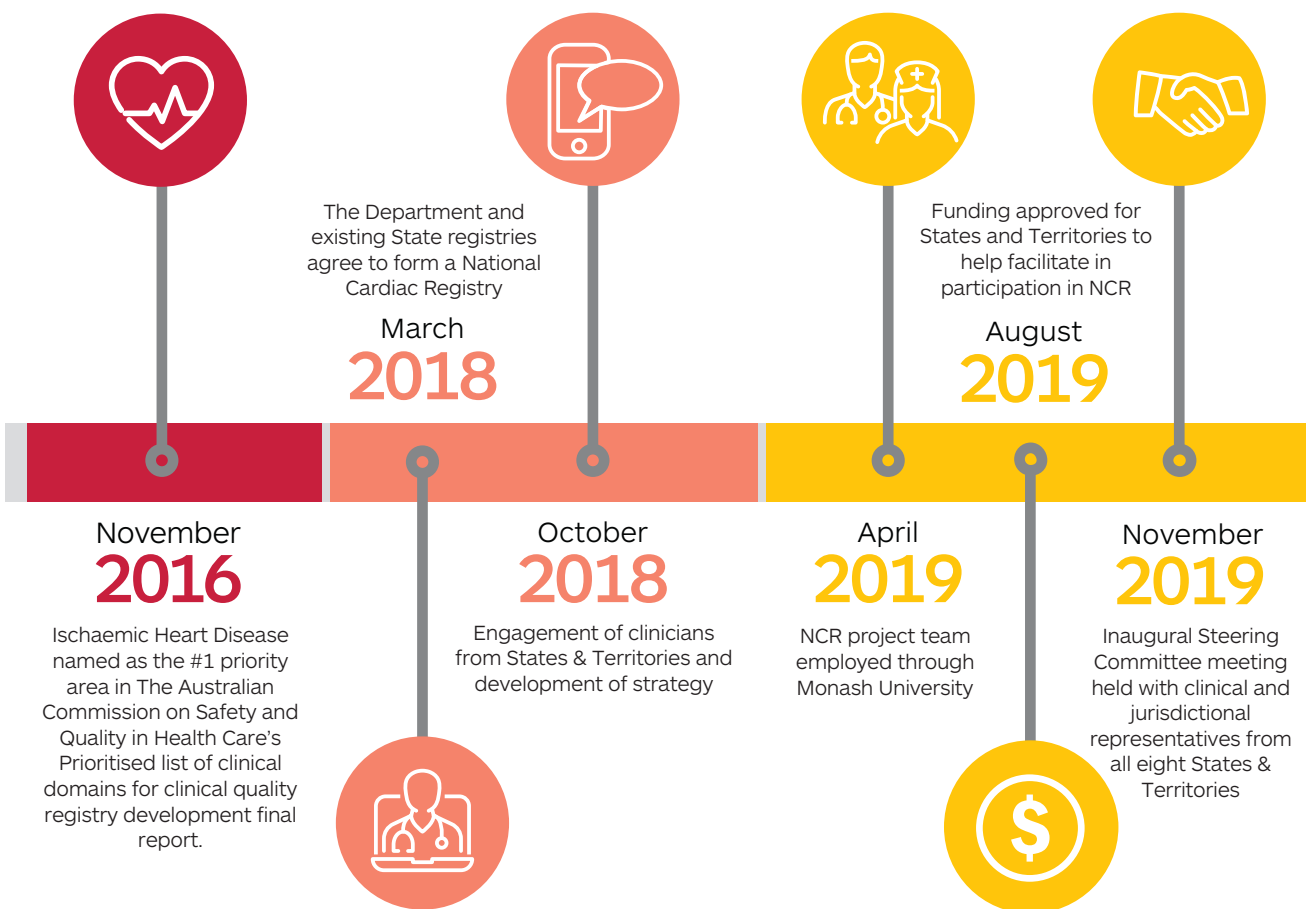 November
2016
Ischaemic Heart Disease
named as the #1 priority
area in The Australian
Commission on Safety and
Quality in Health Care's
Prioritised list of clinical
domains for clinical quality
registry development final
report.
The Department and
existing State registries
agree to form a National
Cardiac Registry
March
2018
October
2018
Engagement of clinicians
from States & Territories and
development of strategy
April
2019
NCR project team
employed through
Monash University
Funding approved for
States and Territories to
help facilitate in
participation in NCR
August
2019
$
November
2019
Inaugural Steering
Committee meeting
held with clinical and
jurisdictional
representatives from
all eight States &
Territories